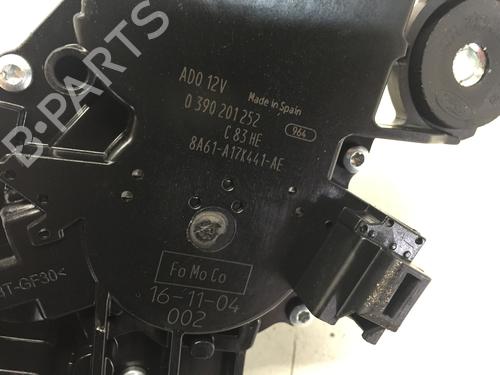 B-PARTS
ADO 12V
0 390 201 252
Made in Spain
C 83 HE
964
8A61-A17K441-AE
FoMoCo
16-11-04
002
T-GF30<